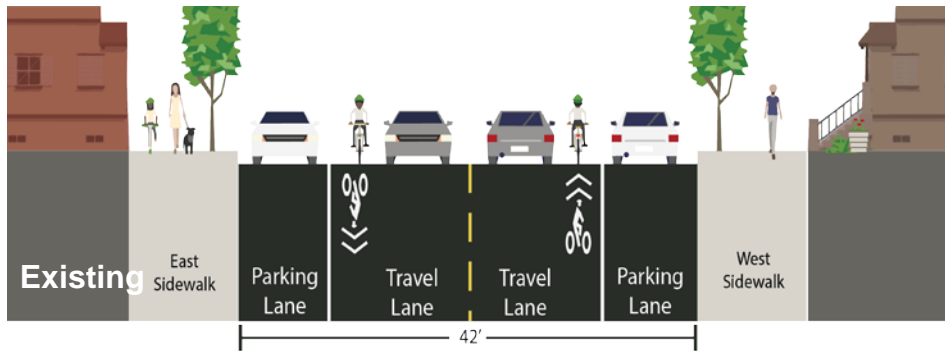 Existing
East
Sidewalk
Parking
Lane
Travel
Lane
Travel
Lane
Parking
Lane
West
Sidewalk
42'